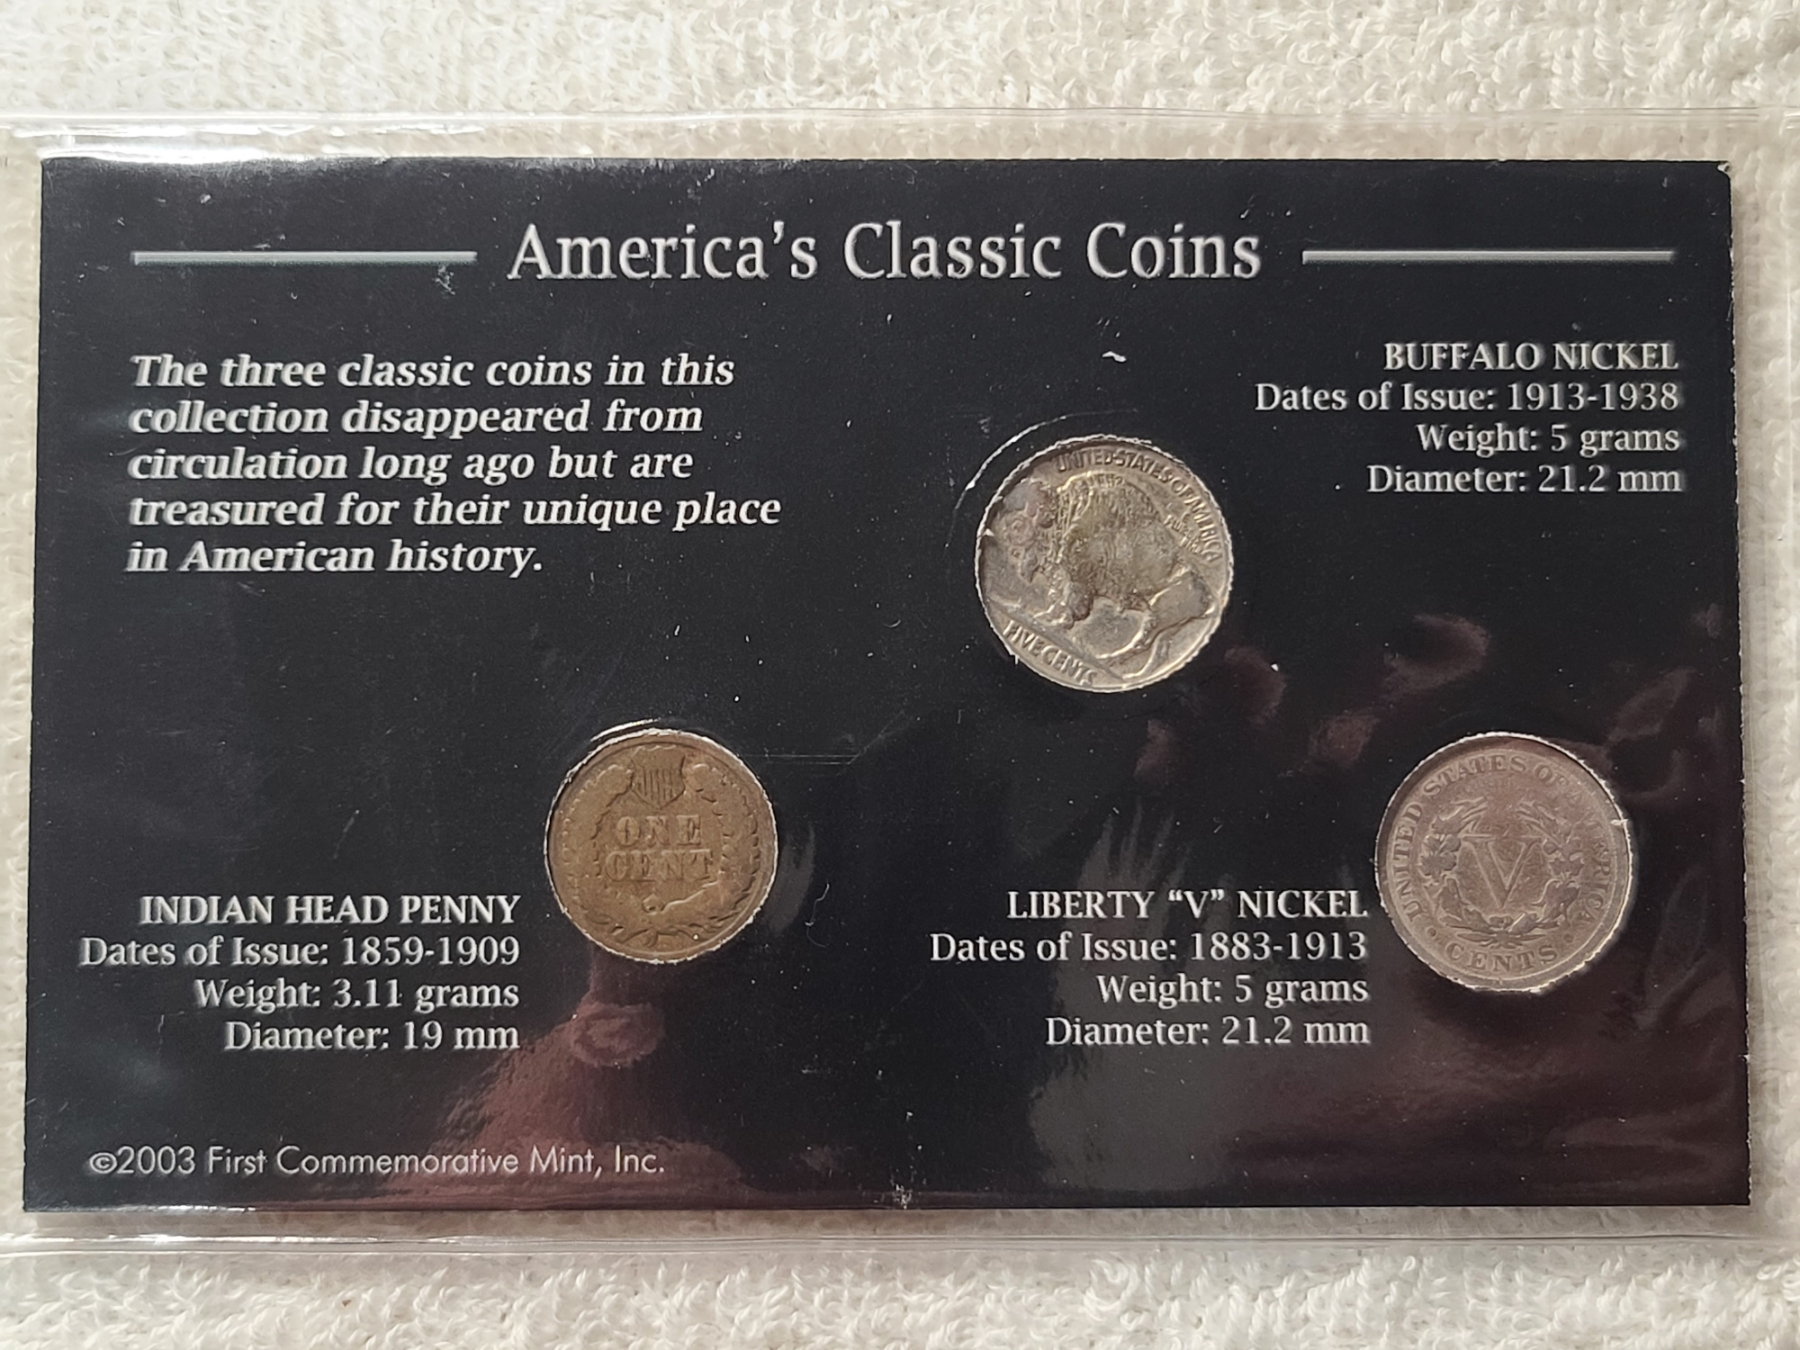 America's Classic Coins
The three classic coins in this
collection disappeared from
circulation long ago but are
treasured for their unique place
in American history.
BUFFALO NICKEL
Dates of Issue: 1913-1938
Weight: 5 grams
Diameter: 21.2 mm
UNITED STATES OF AMERICA
FIVE CENTS
ONE
CENT
INDIAN HEAD PENNY
Dates of Issue: 1859-1909
Weight: 3.11 grams
Diameter: 19 mm
LIBERTY “V” NICKEL
Dates of Issue: 1883-1913
Weight: 5 grams
Diameter: 21.2 mm
UNITED STATES OF AMERICA
V
CENTS
©2003 First Commemorative Mint, Inc.